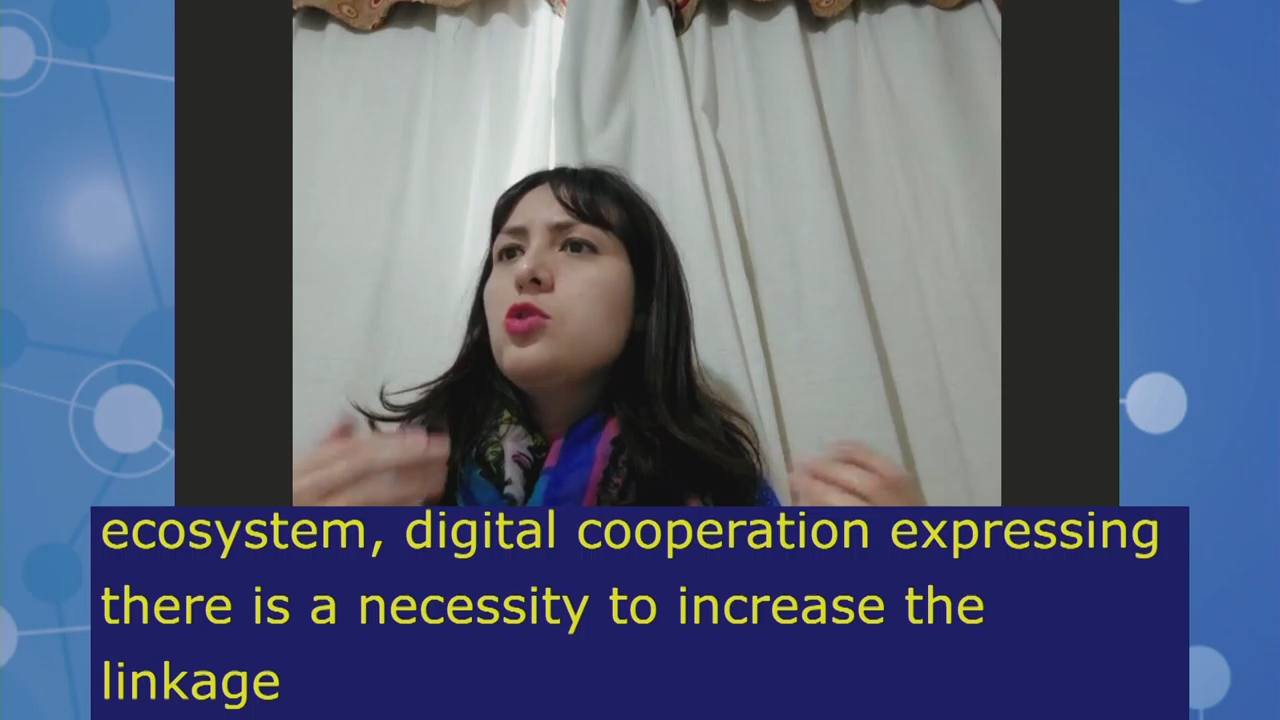 ecosystem, digital cooperation expressing
there is a necessity to increase the
linkage